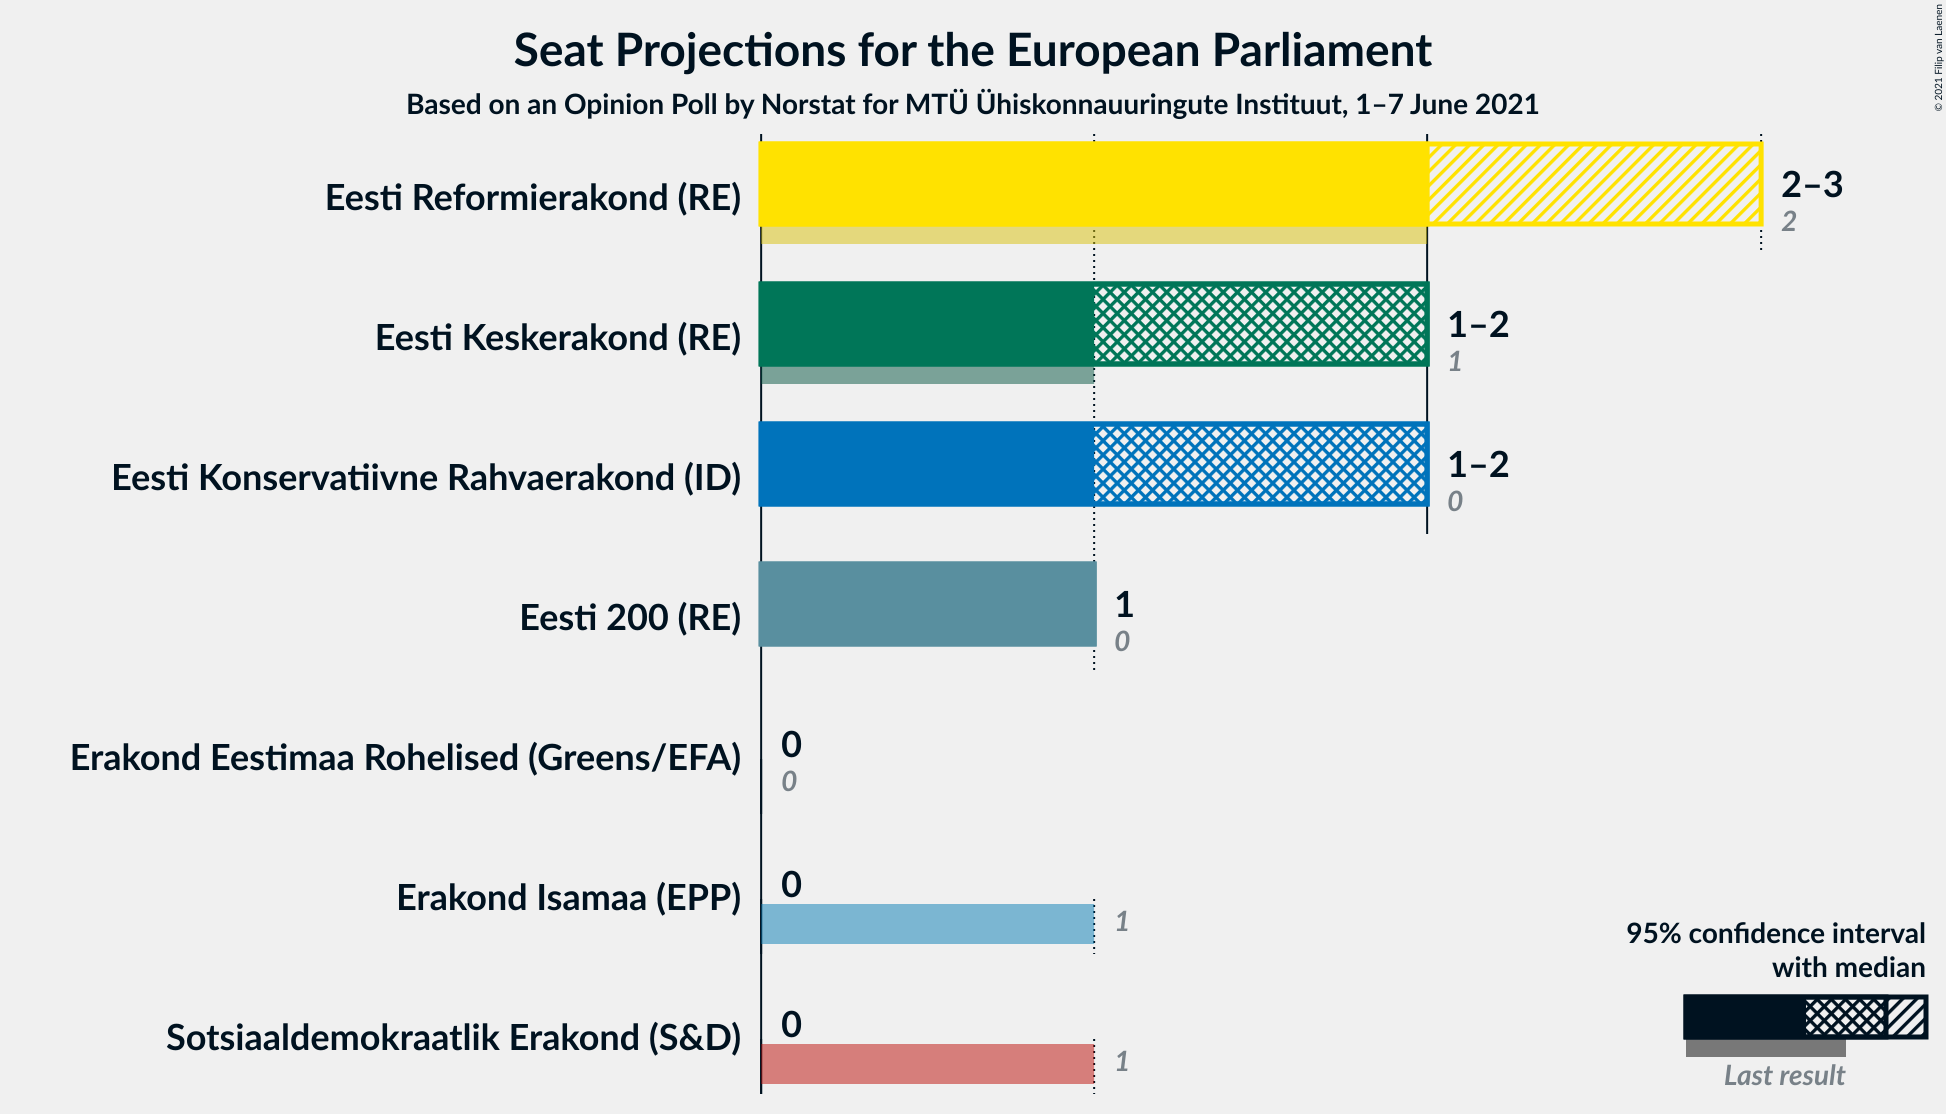 Seat Projections for the European Parliament
Based on an Opinion Poll by Norstat for MTÜ Ühiskonnauuringute Instituut, 1–7 June 2021
© 2021 Filip van Laenen
Eesti Reformierakond (RE)
2–3
2
Eesti Keskerakond (RE)
1–2
1
Eesti Konservatiivne Rahvaerakond (ID)
1–2
0
Eesti 200 (RE)
1
0
Erakond Eestimaa Rohelised (Greens/EFA)
0
0
Erakond Isamaa (EPP)
0
1
Sotsiaaldemokraatlik Erakond (S&D)
0
1
95% confidence interval
with median
Last result